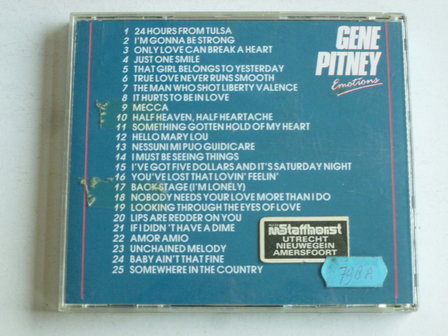 GENE
PITNEY
Emotions
1 24 HOURS FROM TULSA
2 I'M GONNA BE STRONG
3 ONLY LOVE CAN BREAK A HEART
4 JUST ONE SMILE
5 THAT GIRL BELONGS TO YESTERDAY
6 TRUE LOVE NEVER RUNS SMOOTH
7 THE MAN WHO SHOT LIBERTY VALENCE
8 IT HURTS TO BE IN LOVE
9 MECCA
10 HALF HEAVEN, HALF HEARTACHE
11 SOMETHING GOTTEN HOLD OF MY HEART
12 HELLO MARY LOU
13 NESSUNI MI PUO GUIDICARE
14 I MUST BE SEEING THINGS
15 I'VE GOT FIVE DOLLARS AND IT'S SATURDAY NIGHT
16 YOU'VE LOST THAT LOVIN' FEELIN'
17 BACKSTAGE (I'M LONELY)
18 NOBODY NEEDS YOUR LOVE MORE THAN I DO
19 LOOKING THROUGH THE EYES OF LOVE
20 LIPS ARE REDDER ON YOU
21 IF I DIDN'T HAVE A DIME
22 AMOR AMIO
23 UNCHAINED MELODY
24 BABY AIN'T THAT FINE
25 SOMEWHERE IN THE COUNTRY
Staffhorst
UTRECHT
NIEUWEGEIN
AMERSFOORT
798A